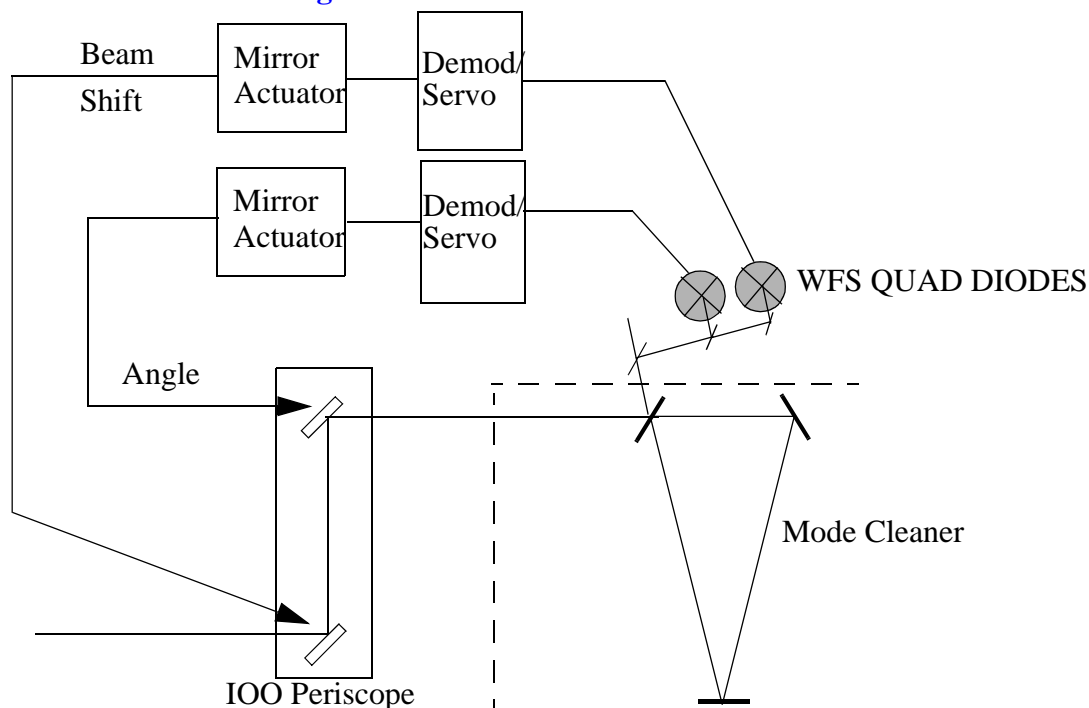 Beam
Shift
Mirror
Actuator
Demod/
Servo
Mirror
Actuator
Demod/
Servo
WFS QUAD DIODES
Angle
Mode Cleaner
IOO Periscope